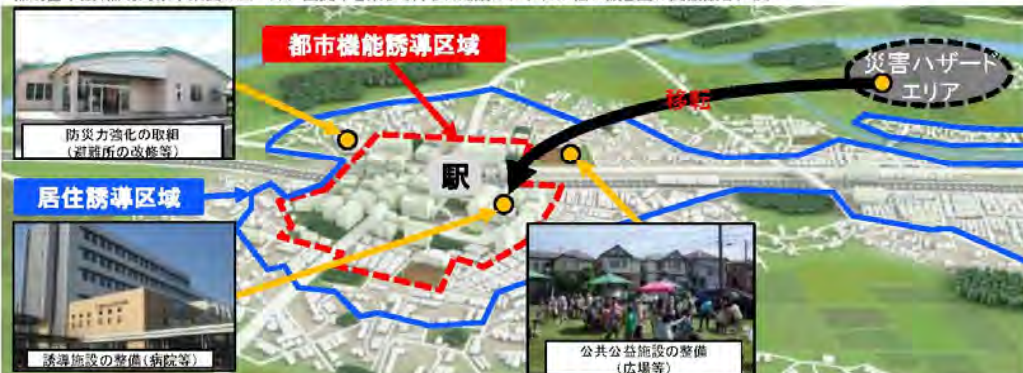 都市機能誘導区域
災害ハザード
エリア
移転
防災力強化の取組
(避難所の改修等)
駅
居住誘導区域
誘導施設の整備(病院等)
公共公益施設の整備
(広場等)